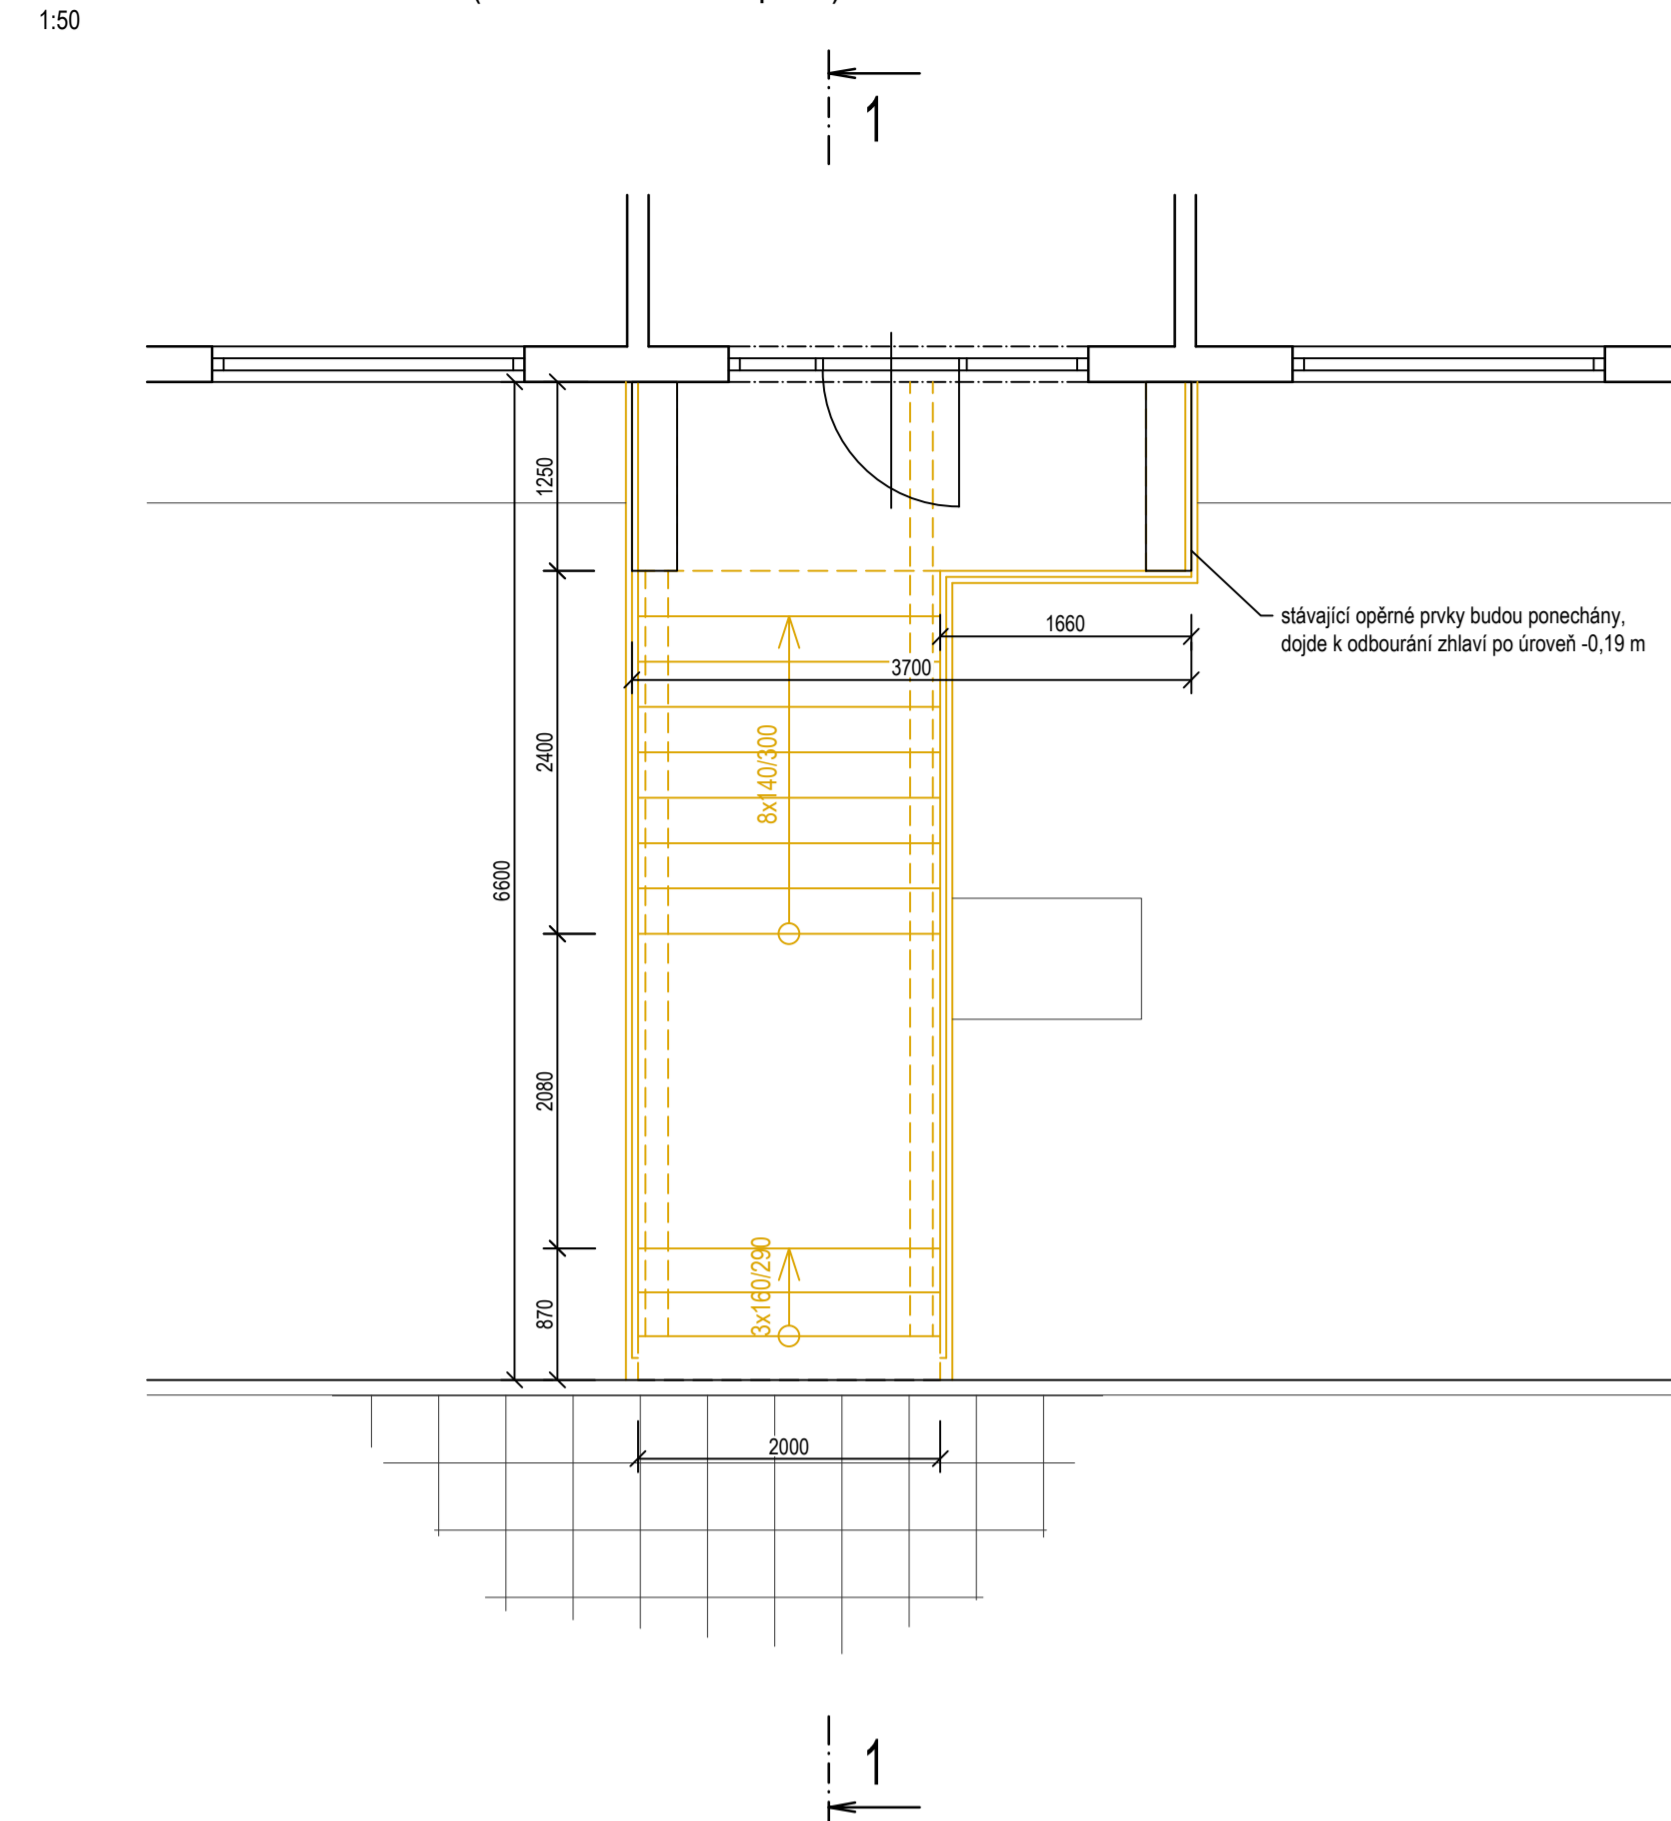 1:50
1
1250
stávající opěrné prvky budou ponechány,
dojde k odbourání zhlaví po úroveň -0,19 m
1660
3700
2400
8x140/300
6600
2080
3x160/290
870
2000
1